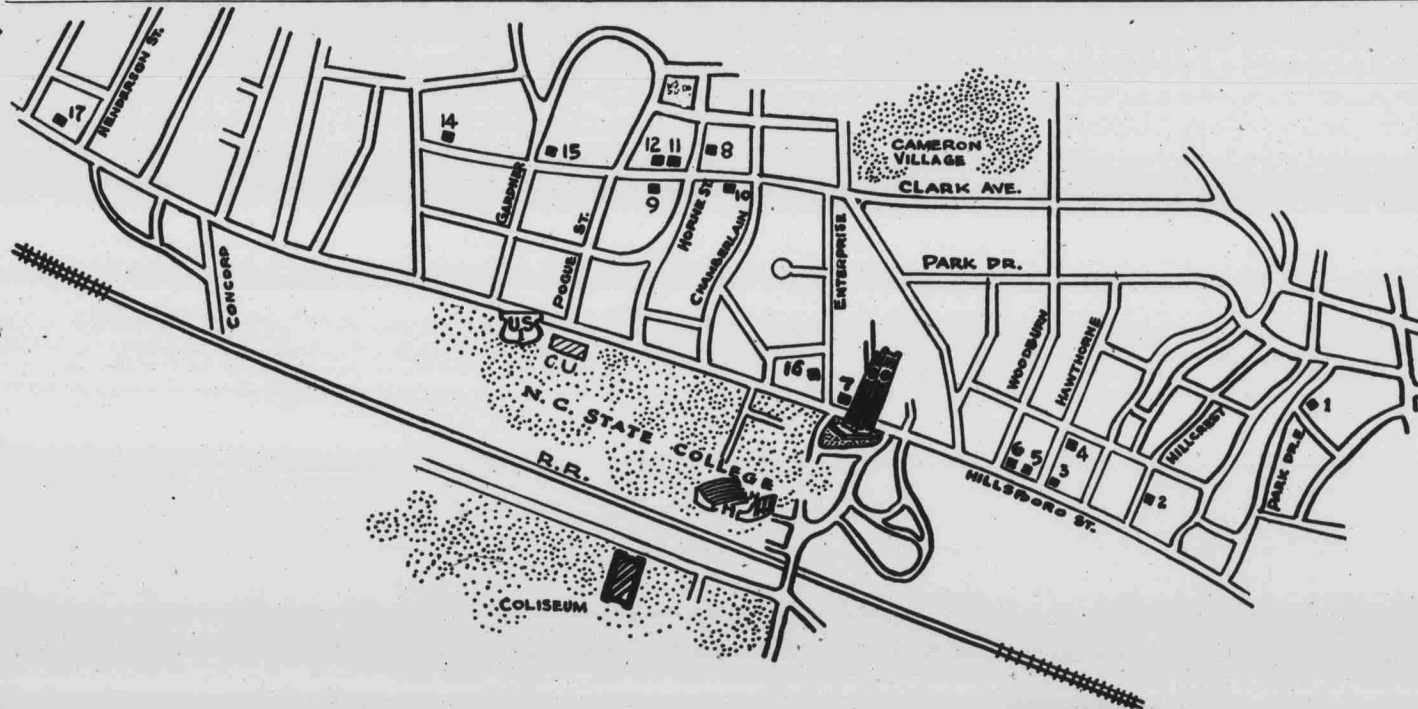 HENDERSON ST.
17
14
15
12
11
8
9
10
GARDNER
POGUE ST.
HORNE ST.
CHAMBERLAIN
CONCORD
CAMERON
VILLAGE
CLARK AVE.
ENTERPRISE
PARK DR.
U.S.
1
C.U.
N. C. STATE COLLEGE
R.R.
COLISEUM
16
7
WOODBURN
HAWTHORNE
HILLCREST
PARK DR.E
1
6
5
4
3
2
HILLSBORO ST.